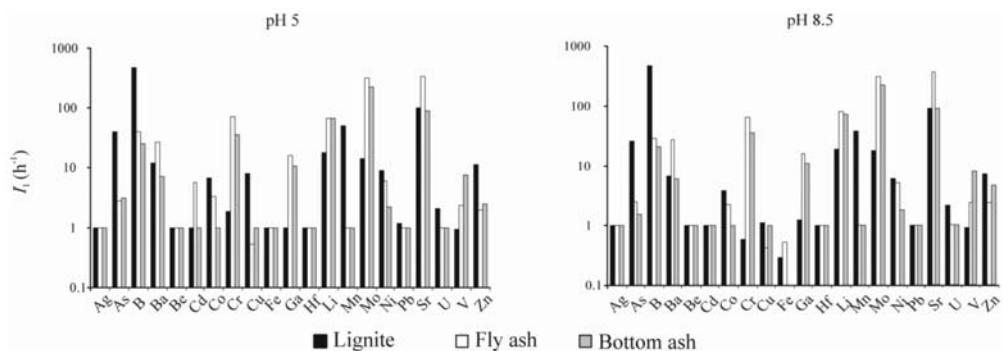 pH 5
1000
100
10
1
0.1
I₁ (h⁻¹)
Ag As B Ba Be Cd Co Cr Cu Fe Ga Hf Li Mn Mo Ni Pb Sr U V Zn
pH 8.5
1000
100
10
1
0.1
Ag As B Ba Be Cd Co Cr Cu Fe Ga Hf Li Mn Mo Ni Pb Sr U V Zn
Lignite Fly ash Bottom ash